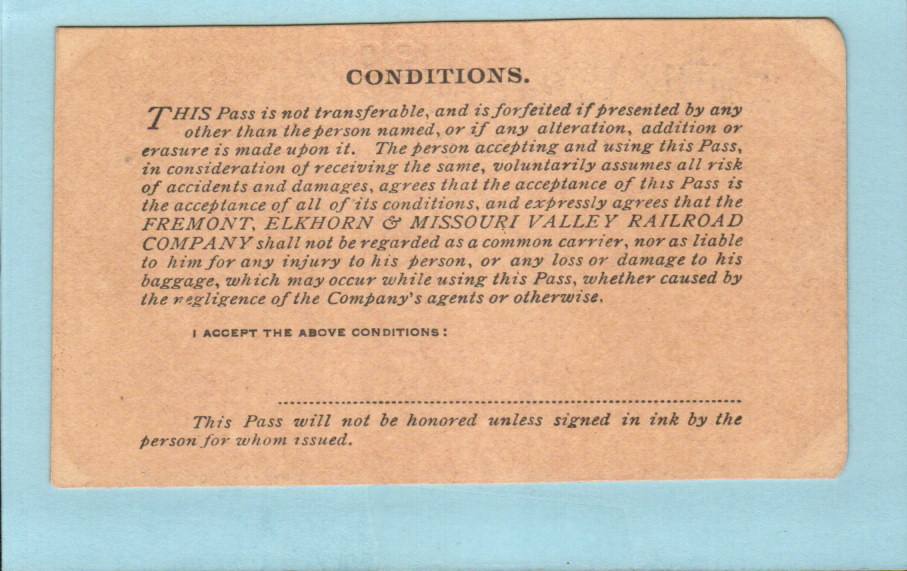 CONDITIONS.
THIS Pass is not transferable, and is forfeited if presented by any
other than the person named, or if any alteration, addition or
erasure is made upon it. The person accepting and using this Pass,
in consideration of receiving the same, voluntarily assumes all risk
of accidents and damages, agrees that the acceptance of this Pass is
the acceptance of all of its conditions, and expressly agrees that the
FREMONT, ELKHORN & MISSOURI VALLEY RAILROAD
COMPANY shall not be regarded as a common carrier, nor as liable
to him for any injury to his person, or any loss or damage to his
baggage, which may occur while using this Pass, whether caused by
the negligence of the Company's agents or otherwise.
I ACCEPT THE ABOVE CONDITIONS:
This Pass will not be honored unless signed in ink by the
person for whom issued.